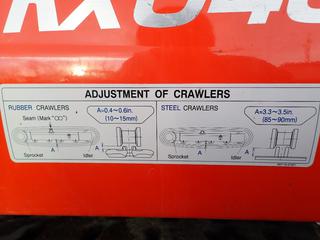 KX040
ADJUSTMENT OF CRAWLERS
RUBBER CRAWLERS
Seam (Mark "∞")
A=0.4~0.6in.
(10~15mm)
A
A
Sprocket
Idler
STEEL CRAWLERS
A=3.3~3.5in.
(85~90mm)
A
A
Sprocket
Idler